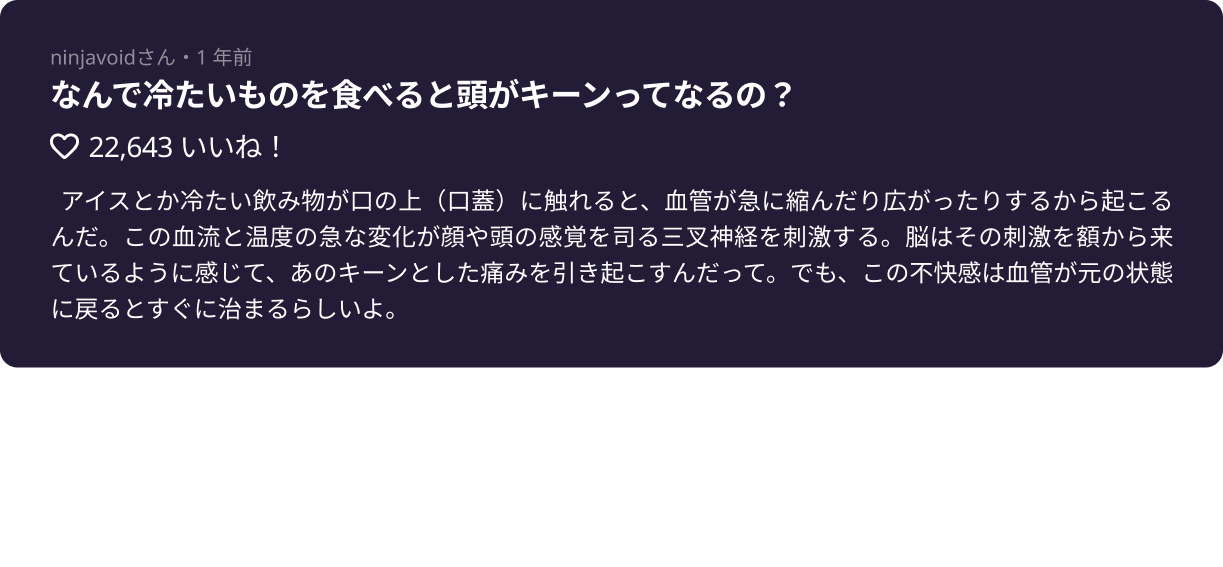 ninjavoidさん・1 年前
なんで冷たいものを食べると頭がキーンってなるの？
22,643 いいね！
アイスとか冷たい飲み物が口の上（口蓋）に触れると、血管が急に縮んだり広がったりするから起こる
んだ。この血流と温度の急な変化が顔や頭の感覚を司る三叉神経を刺激する。脳はその刺激を額から来
ているように感じて、あのキーンとした痛みを引き起こすんだって。でも、この不快感は血管が元の状態
に戻るとすぐに治まるらしいよ。